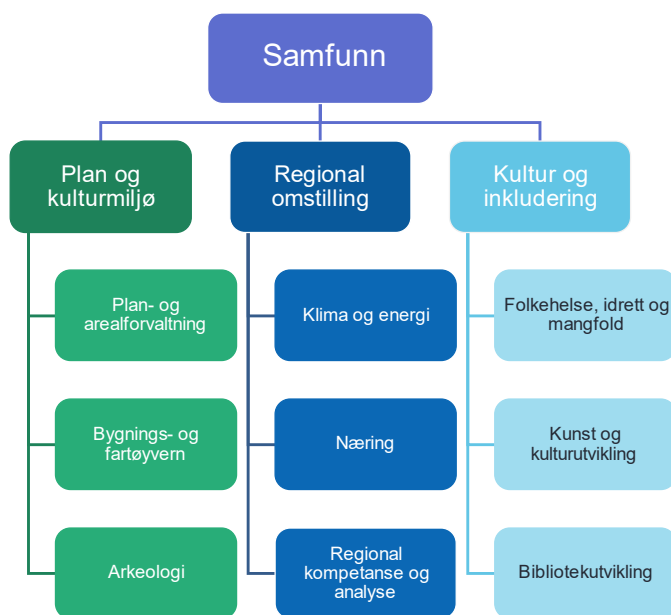 Samfunn
Plan og
kulturmiljø
Regional
omstilling
Kultur og
inkludering
Plan- og
arealforvaltning
Klima og energi
Folkehelse, idrett og
mangfold
Bygnings- og
fartøyvern
Næring
Kunst og
kulturutvikling
Arkeologi
Regional
kompetanse og
analyse
Bibliotekutvikling